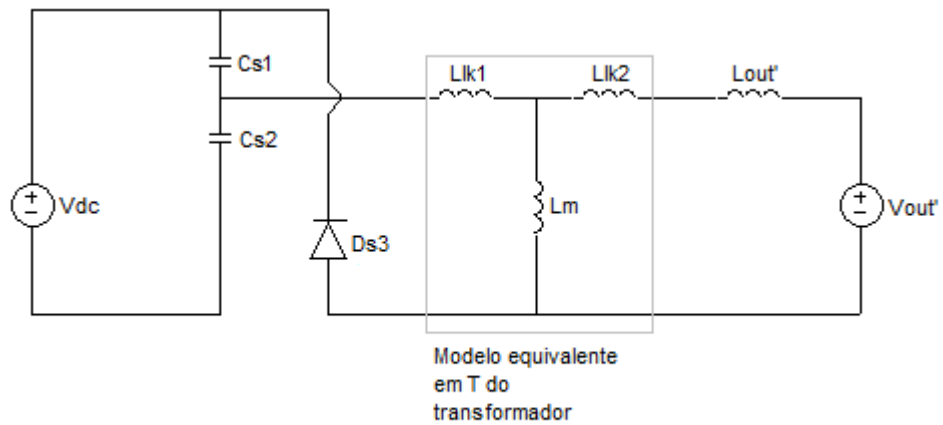 Cs1
Cs2
Vdc
Ds3
Llk1
Llk2
Lout'
Lm
Vout'
Modelo equivalente
em T do
transformador